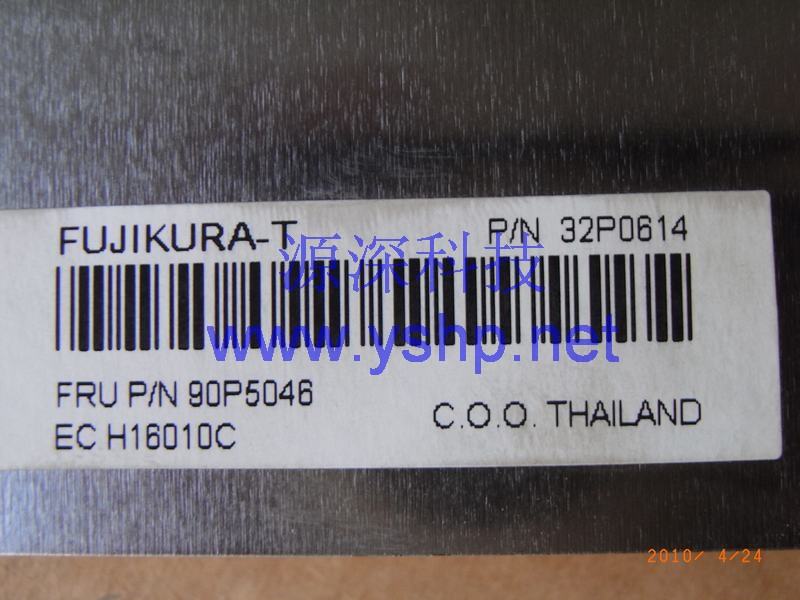 FUJIKURA-T P/N 32P0614
源深科技
www.yshp.net
FRU P/N 90P5046
C.O.O. THAILAND
EC H16010C
2010/ 4/24